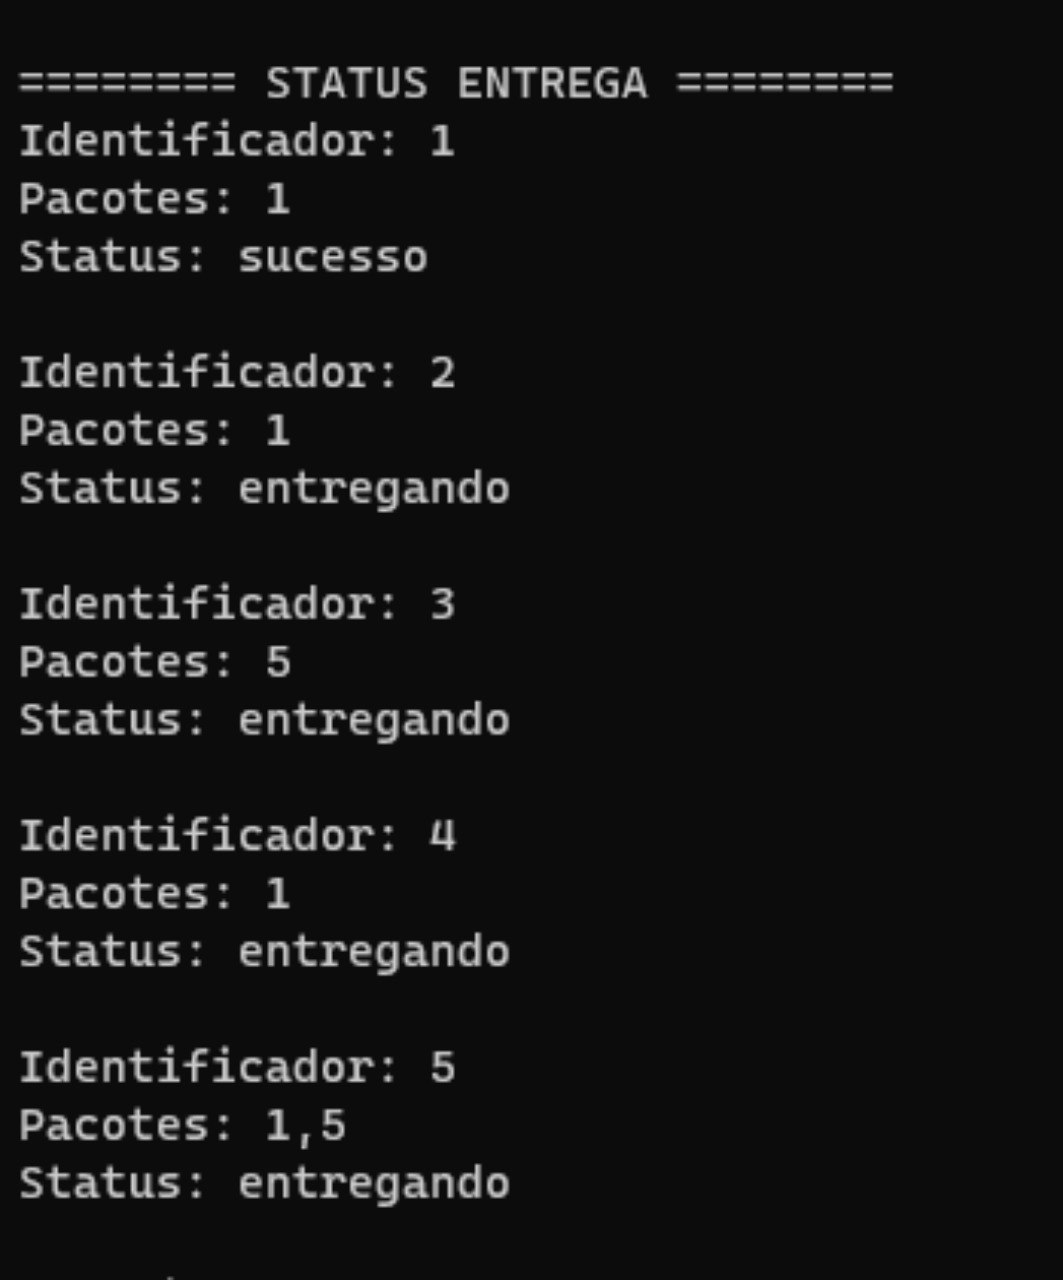 ======== STATUS ENTREGA ========
Identificador: 1
Pacotes: 1
Status: sucesso
Identificador: 2
Pacotes: 1
Status: entregando
Identificador: 3
Pacotes: 5
Status: entregando
Identificador: 4
Pacotes: 1
Status: entregando
Identificador: 5
Pacotes: 1,5
Status: entregando